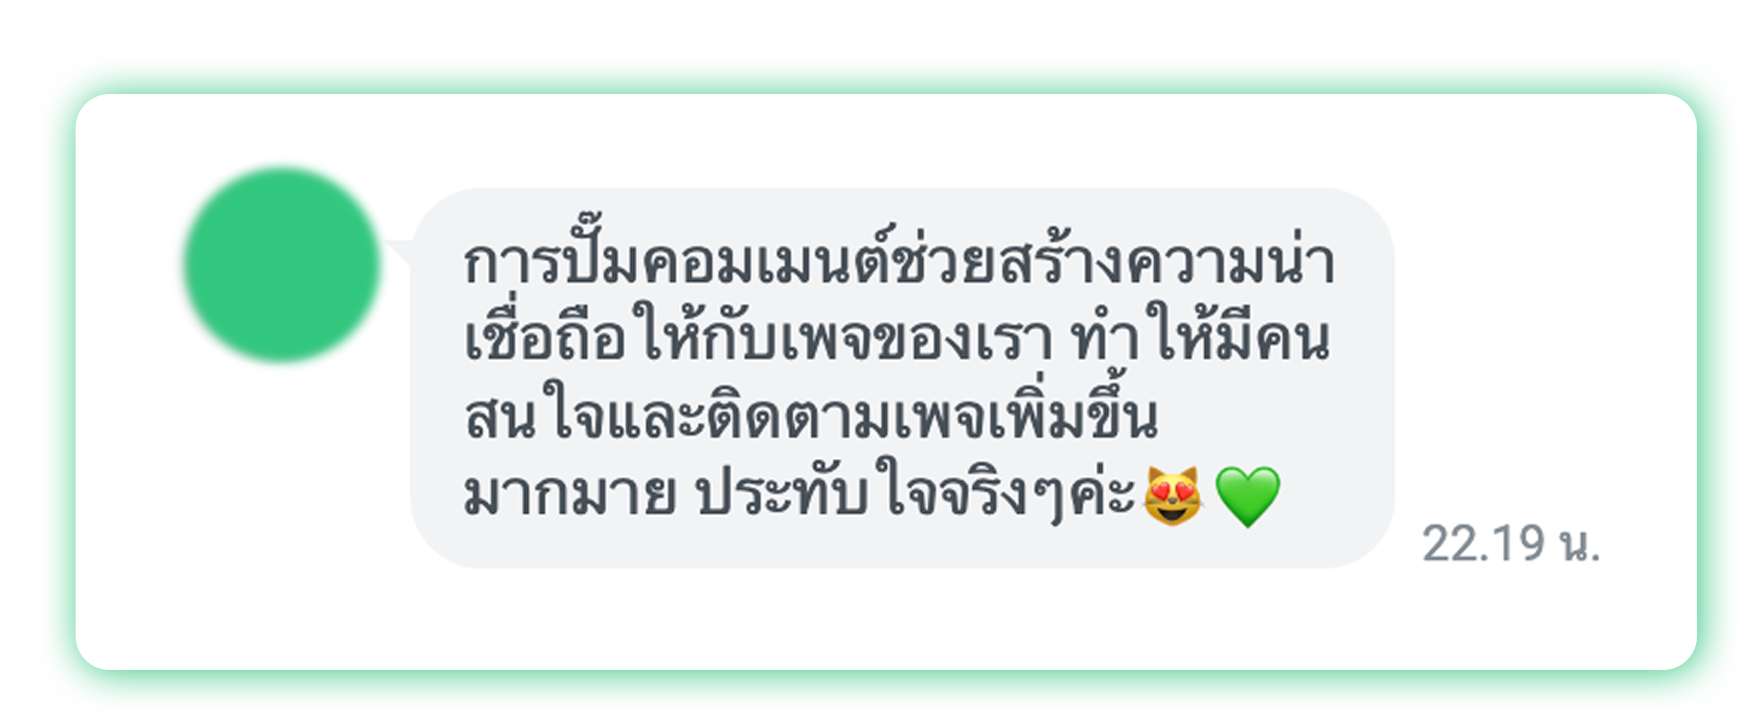 การปั๊มคอมเมนต์ช่วยสร้างความน่า
เชื่อถือให้กับเพจของเรา ทำให้มีคน
สนใจและติดตามเพจเพิ่มขึ้น
มากมาย ประทับใจจริงๆค่ะ😻💚
22.19 น.